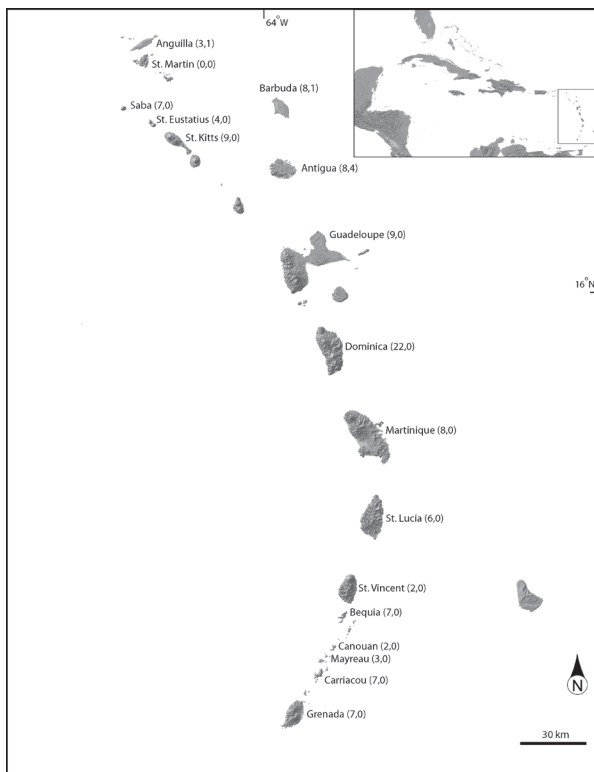 64°W
Anguilla (3,1)
St. Martin (0,0)
Barbuda (8,1)
Saba (7,0)
St. Eustatius (4,0)
St. Kitts (9,0)
Antigua (8,4)
Guadeloupe (9,0)
16°N
Dominica (22,0)
Martinique (8,0)
St. Lucia (6,0)
St. Vincent (2,0)
Bequia (7,0)
Canouan (2,0)
Mayreau (3,0)
Carriacou (7,0)
N
Grenada (7,0)
30 km